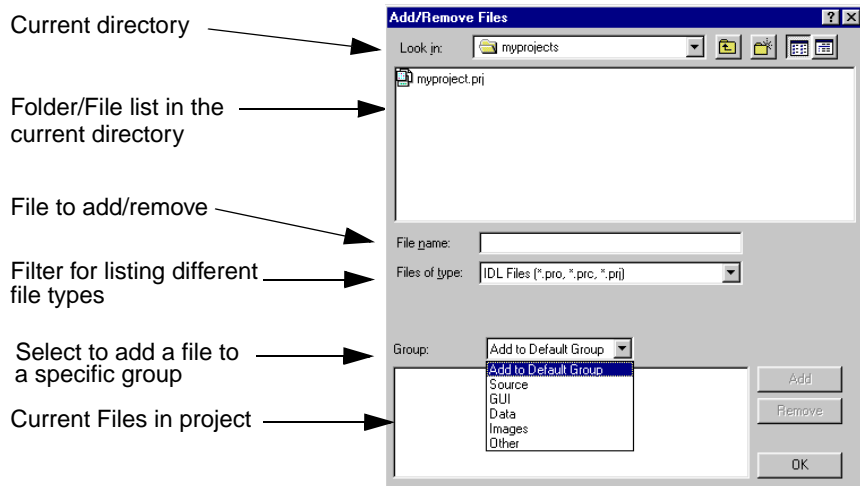 Current directory
Add/Remove Files
Look in:
myprojects
myproject.prj
Folder/File list in the
current directory
File to add/remove
File name:
Filter for listing different
file types
Files of type:
IDL Files (*.pro, *.prc, *.prj)
Select to add a file to
a specific group
Group:
Add to Default Group
Add to Default Group
Source
GUI
Data
Images
Other
Add
Remove
OK
Current Files in project